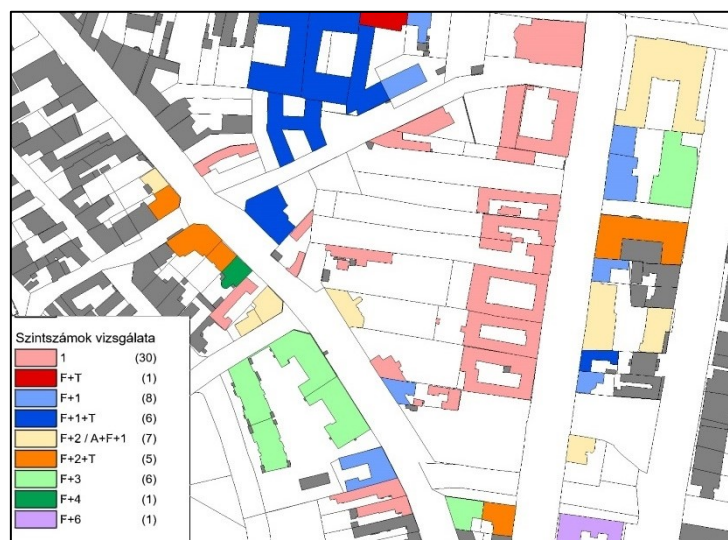 Szintszámok vizsgálata
1 (30)
F+T (1)
F+1 (8)
F+1+T (6)
F+2 / A+F+1 (7)
F+2+T (5)
F+3 (6)
F+4 (1)
F+6 (1)